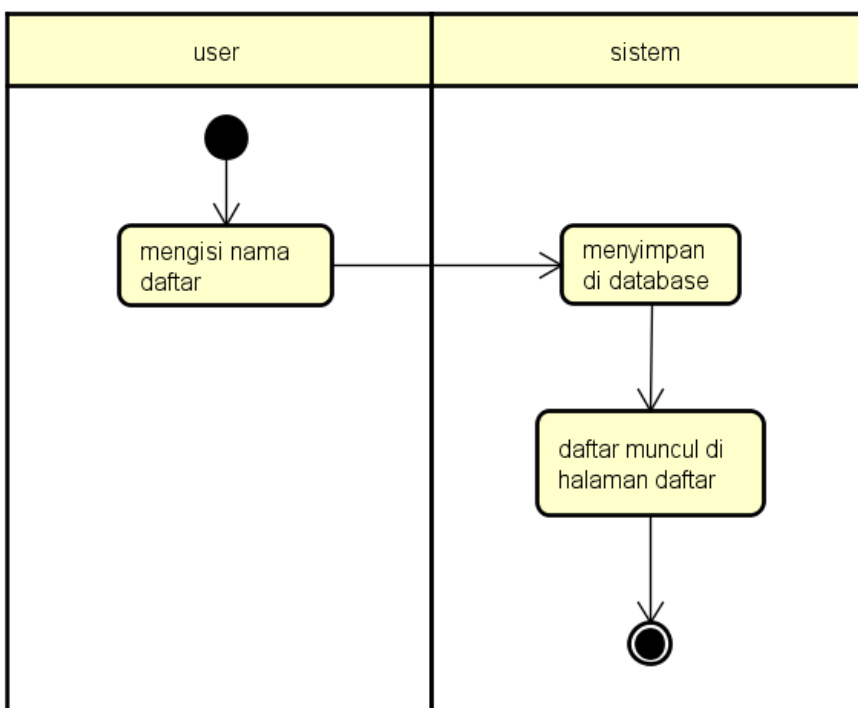 user
sistem
mengisi nama
daftar
menyimpan
di database
daftar muncul di
halaman daftar